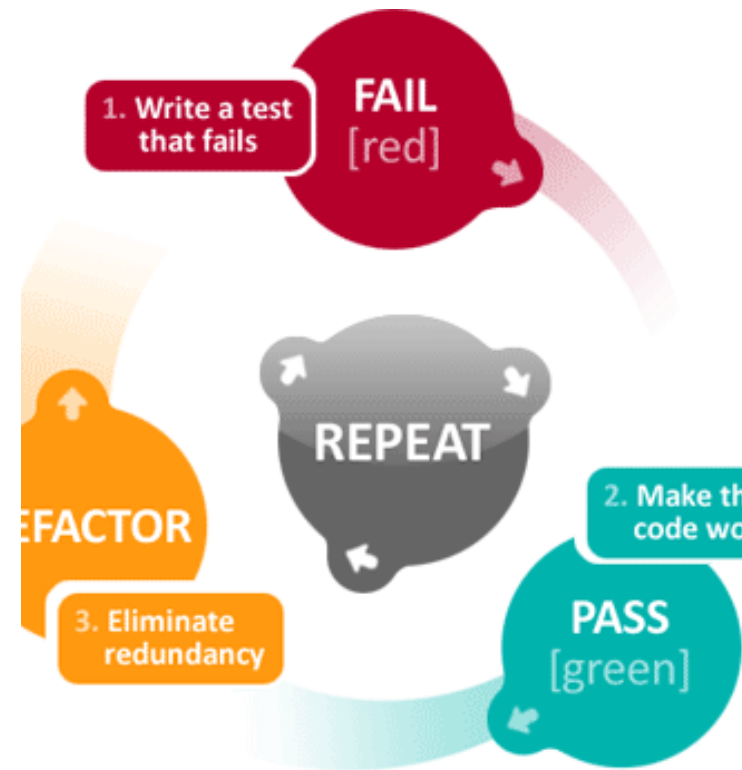 1. Write a test
that fails
FAIL
[red]
REPEAT
2. Make th
code wo
PASS
[green]
EFACTOR
3. Eliminate
redundancy